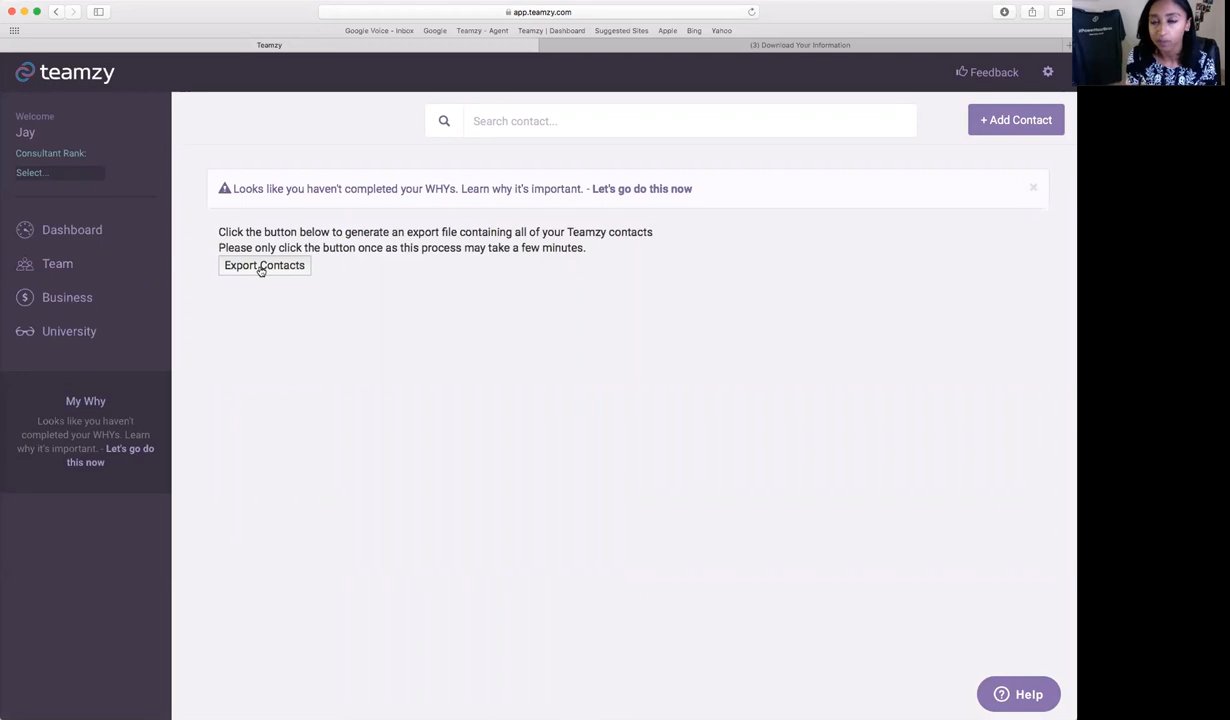 app.teamzy.com
Google Voice - Inbox Google Teamzy - Agent Teamzy | Dashboard Suggested Sites Apple Bing Yahoo
Teamzy (3) Download Your Information
teamzy
Feedback
Welcome
Jay
Consultant Rank:
Select...
Dashboard
Team
Business
University
My Why
Looks like you haven't
completed your WHYs. Learn
why it's important. - Let's go do
this now
Search contact...
+ Add Contact
Looks like you haven't completed your WHYs. Learn why it's important. - Let's go do this now
Click the button below to generate an export file containing all of your Teamzy contacts
Please only click the button once as this process may take a few minutes.
Export Contacts
Help